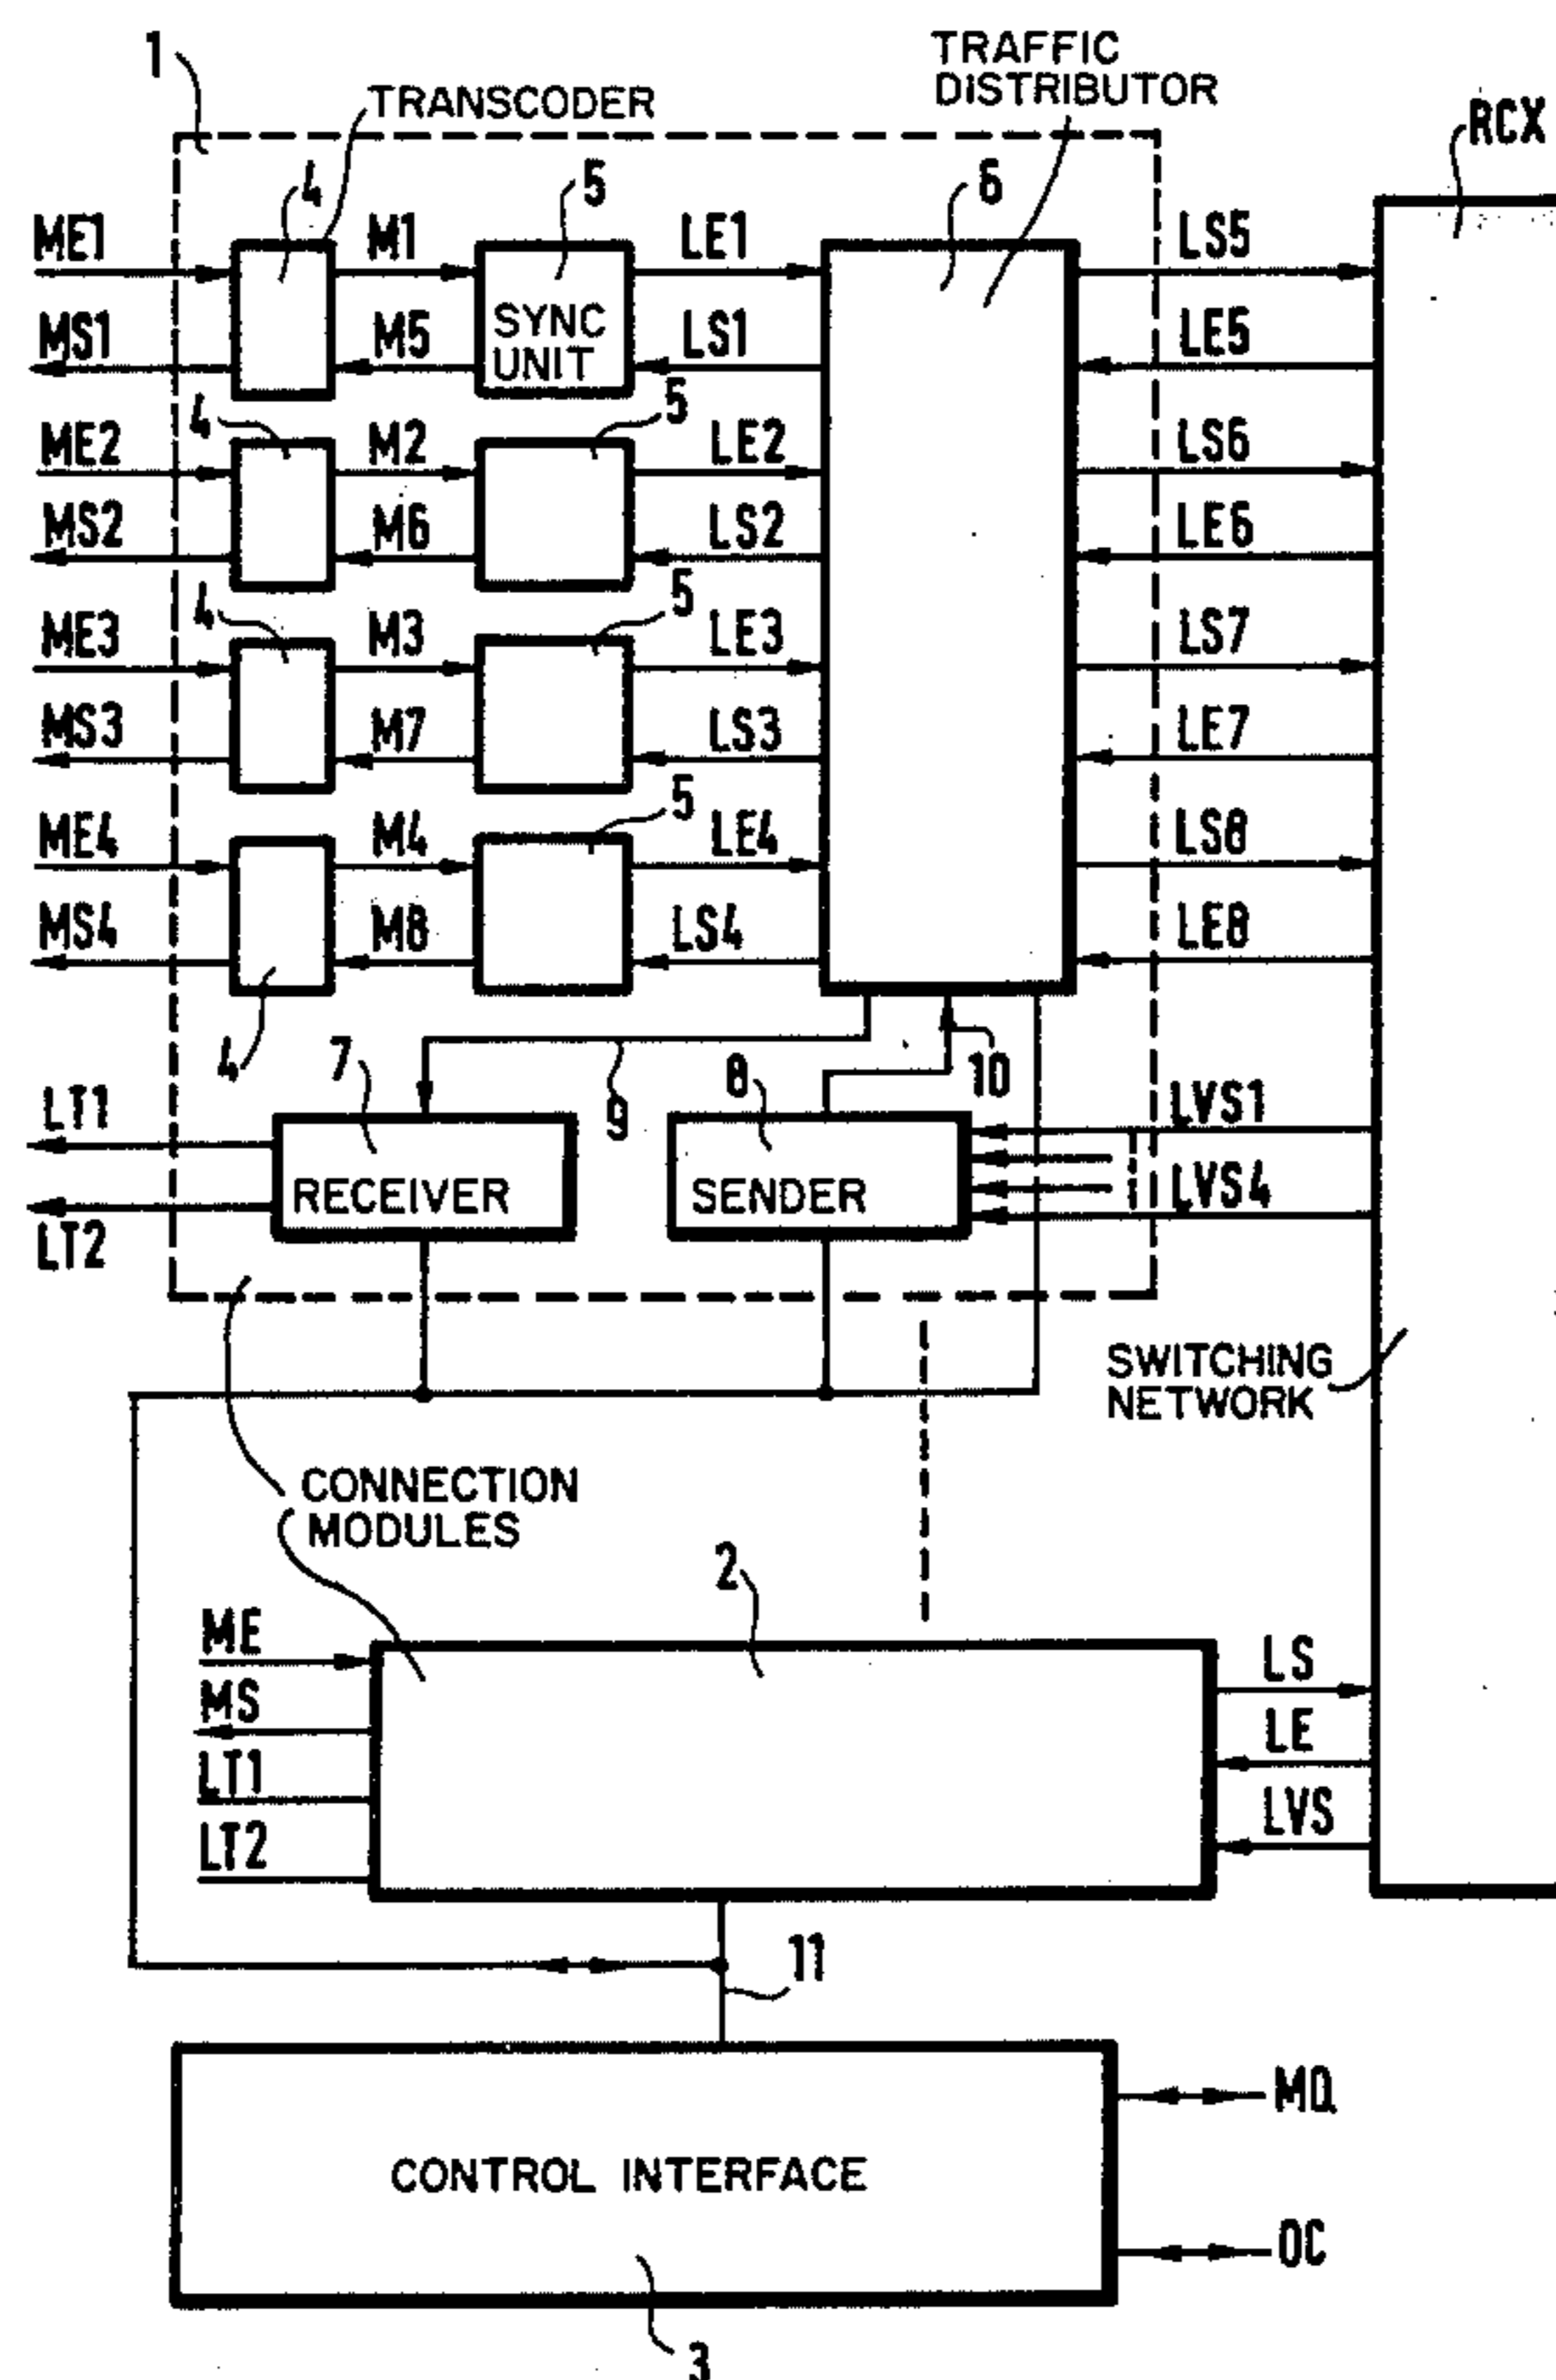 1
TRANSCODER
TRAFFIC
DISTRIBUTOR
RCX
4
5
6
ME1
M1
LE1
LS5
MS1
M5
SYNC
UNIT
LS1
LE5
4
5
ME2
M2
LE2
LS6
MS2
M6
LS2
LE6
4
5
ME3
M3
LE3
LS7
MS3
M7
LS3
LE7
5
ME4
M4
LE4
LS8
MS4
M8
LS4
LE8
4
7
8
10
9
LT1
LVS1
RECEIVER
SENDER
LVS4
LT2
SWITCHING
NETWORK
CONNECTION
MODULES
2
ME
LS
MS
LE
LT1
LVS
LT2
11
MQ
CONTROL INTERFACE
OC
3